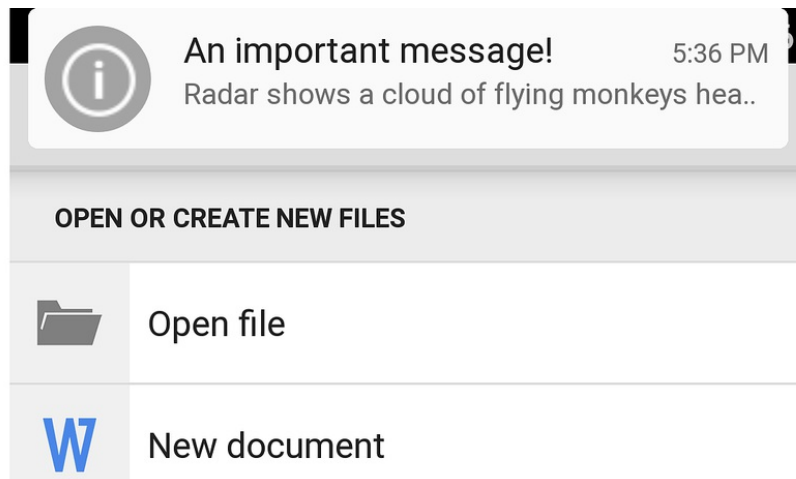 An important message!
5:36 PM
Radar shows a cloud of flying monkeys hea..
OPEN OR CREATE NEW FILES
Open file
W
New document